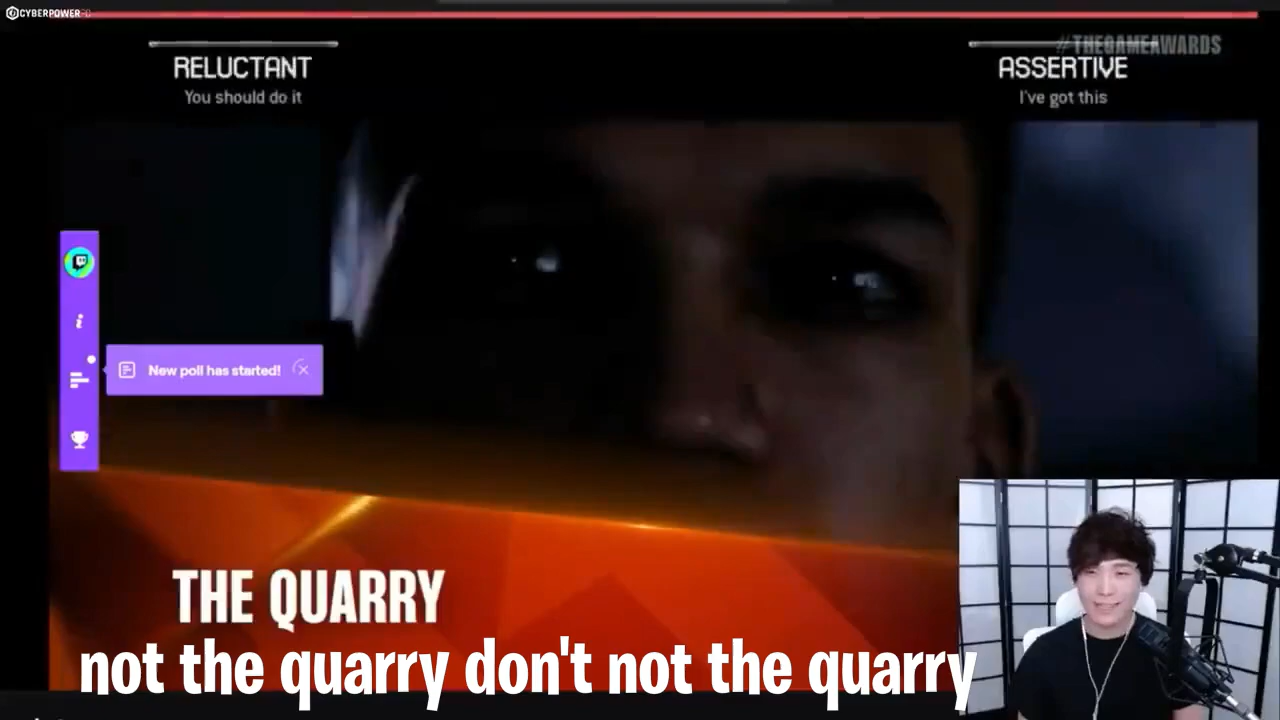 CYBERPOWERPC
#THEGAMEAWARDS
RELUCTANT
You should do it
ASSERTIVE
I've got this
New poll has started!
THE QUARRY
not the quarry don't not the quarry